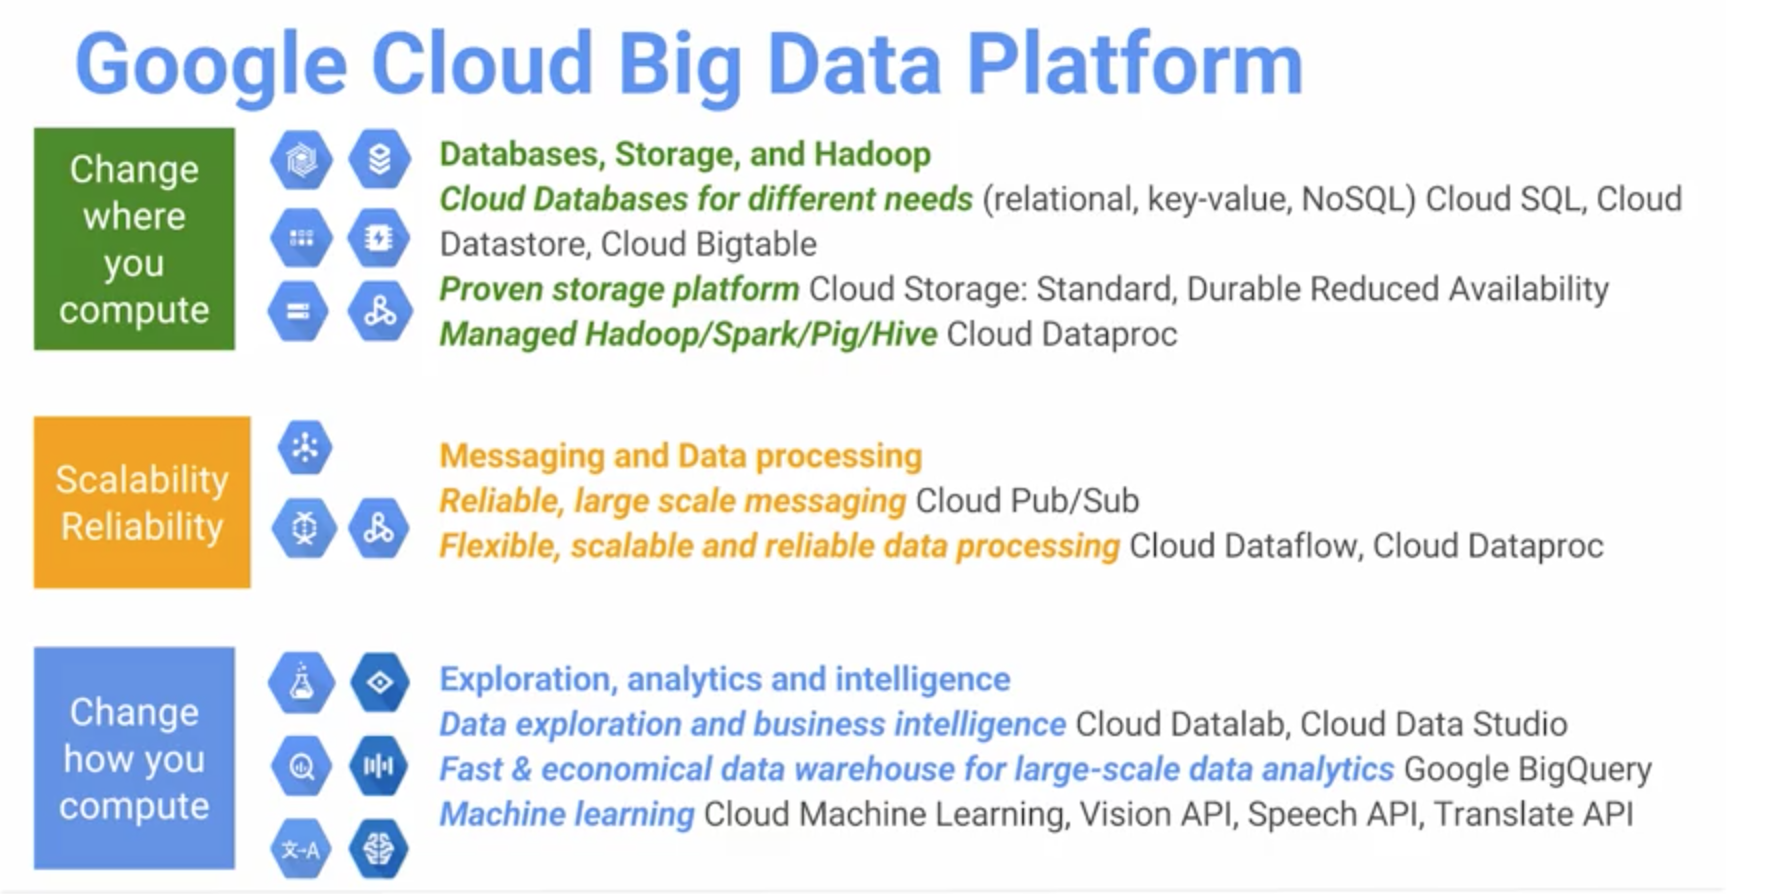 Google Cloud Big Data Platform
Change
where
you
compute
Databases, Storage, and Hadoop
Cloud Databases for different needs (relational, key-value, NoSQL) Cloud SQL, Cloud
Datastore, Cloud Bigtable
Proven storage platform Cloud Storage: Standard, Durable Reduced Availability
Managed Hadoop/Spark/Pig/Hive Cloud Dataproc
Scalability
Reliability
Messaging and Data processing
Reliable, large scale messaging Cloud Pub/Sub
Flexible, scalable and reliable data processing Cloud Dataflow, Cloud Dataproc
Change
how you
compute
文→A
Exploration, analytics and intelligence
Data exploration and business intelligence Cloud Datalab, Cloud Data Studio
Fast & economical data warehouse for large-scale data analytics Google BigQuery
Machine learning Cloud Machine Learning, Vision API, Speech API, Translate API